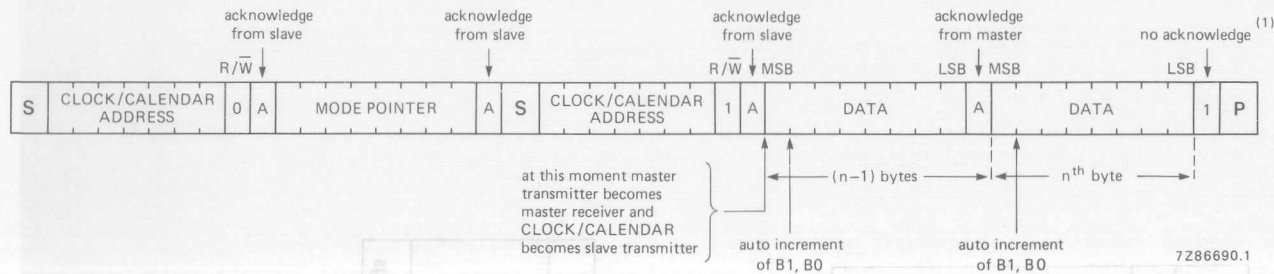 acknowledge
from slave
acknowledge
from slave
acknowledge
from slave
acknowledge
from master
no acknowledge (1)
R/W̅
R/W̅
MSB
LSB
MSB
LSB
S
CLOCK/CALENDAR
ADDRESS
0
A
MODE POINTER
A
S
CLOCK/CALENDAR
ADDRESS
1
A
DATA
A
DATA
1
P
at this moment master
transmitter becomes
master receiver and
CLOCK/CALENDAR
becomes slave transmitter
(n−1) bytes
nth byte
auto increment
of B1, B0
auto increment
of B1, B0
7Z86690.1